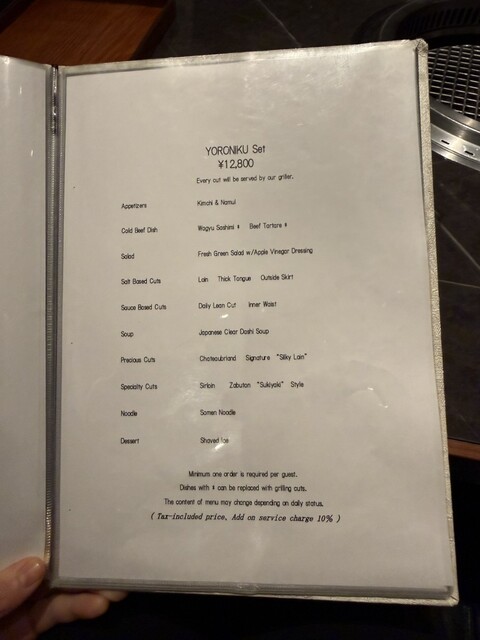 YORONIKU Set
¥12,800
Every cut will be served by our griller.
Appetizers Kimchi & Namul
Cold Beef Dish Wagyu Sashimi ♯ Beef Tartare ♯
Salad Fresh Green Salad w/Apple Vinegar Dressing
Salt Based Cuts Loin Thick Tongue Outside Skirt
Sauce Based Cuts Daily Lean Cut Inner Waist
Soup Japanese Clear Dashi Soup
Precious Cuts Chateaubriand Signature “Silky Loin”
Specialty Cuts Sirloin Zabuton “Sukiyaki” Style
Noodle Somen Noodle
Dessert Shaved Ice
Minimum one order is required per guest.
Dishes with ♯ can be replaced with grilling cuts.
The content of menu may change depending on daily status.
( Tax-included price, Add on service charge 10% )